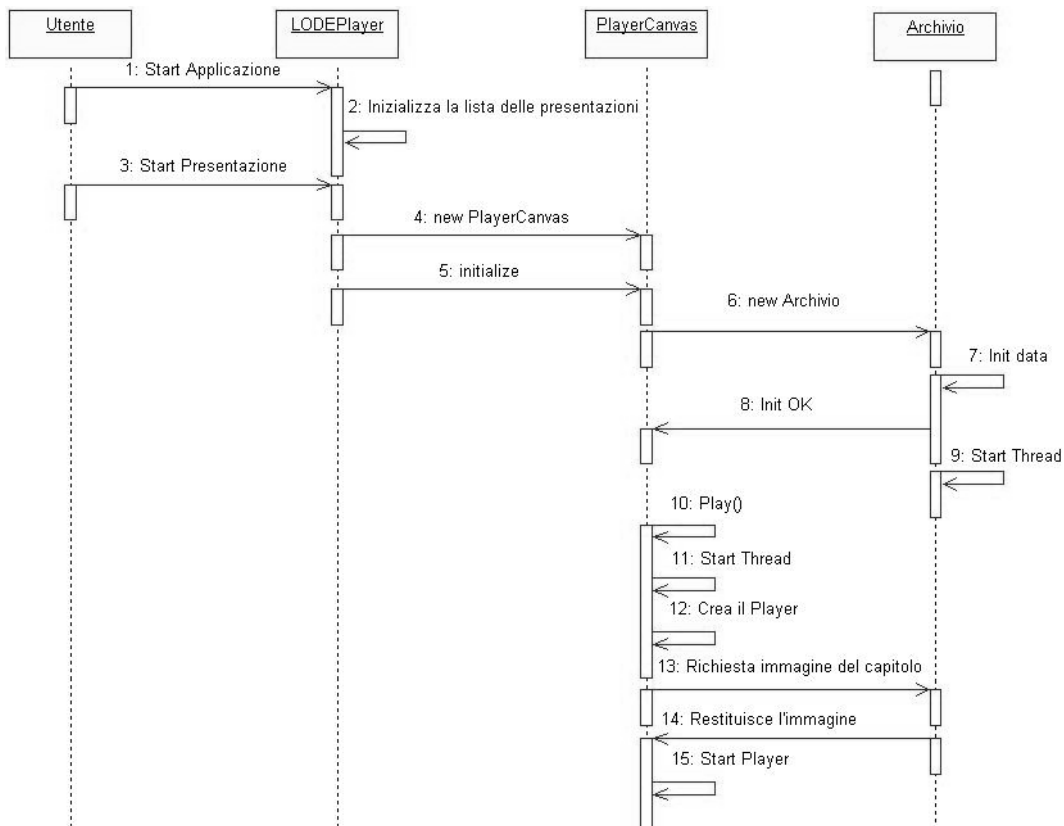 Utente
LODEPlayer
PlayerCanvas
Archivio
1: Start Applicazione
2: Inizializza la lista delle presentazioni
3: Start Presentazione
4: new PlayerCanvas
5: initialize
6: new Archivio
7: Init data
8: Init OK
9: Start Thread
10: Play()
11: Start Thread
12: Crea il Player
13: Richiesta immagine del capitolo
14: Restituisce l'immagine
15: Start Player